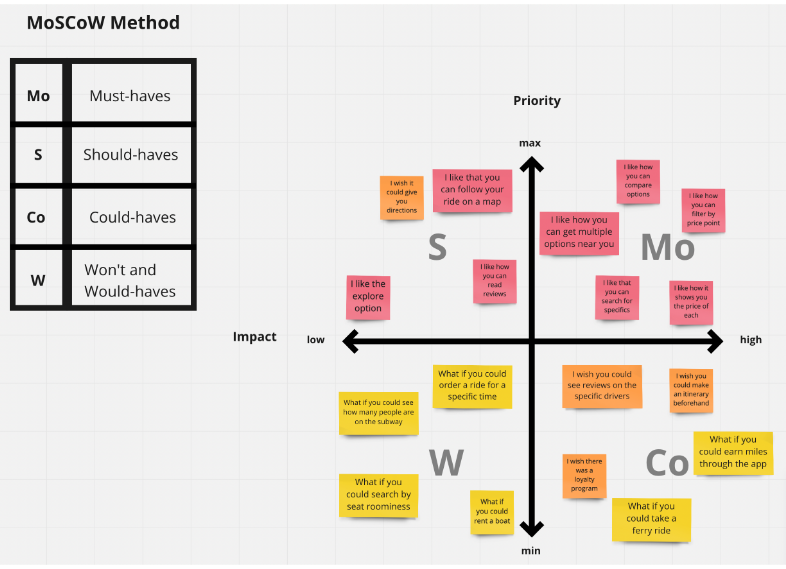 MoSCoW Method
Mo
Must-haves
S
Should-haves
Co
Could-haves
W
Won't and
Would-haves
Priority
max
I wish it
could give
you
directions
I like that you
can follow your
ride on a map
I like how
you can
compare
options
I like how
you can
filter by
price point
I like how you
can get multiple
options near you
S
Mo
I like the
explore
option
I like how
you can
read
reviews
I like that
you can
search for
specifics
I like how it
shows you
the price of
each
Impact
low
high
What if you could
order a ride for a
specific time
I wish you could
see reviews on the
specific drivers
I wish you
could make
an itinerary
beforehand
What if you could see
how many people are
on the subway
What if you
could earn miles
through the app
W
Co
I wish there
was a
loyalty
program
What if you
could search by
seat roominess
What if
you could
rent a boat
What if you
could take a
ferry ride
min